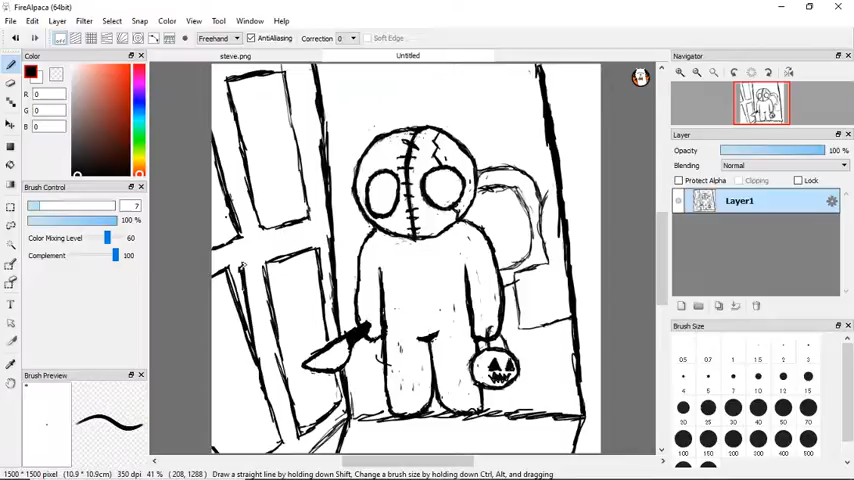 FireAlpaca (64bit)
File Edit Layer Filter Select Snap Color View Tool Window Help
OFF Freehand AntiAliasing Correction 0 Soft Edge
steve.png Untitled
Color
R 0
G 0
B 0
Brush Control
7
100 %
Color Mixing Level 60
Complement 100
Brush Preview
Navigator
Layer
Opacity 100 %
Blending Normal
Protect Alpha Clipping Lock
Layer1
Brush Size
0.5 0.7 1 1.5 2 3
4 5 7 10 12 15
20 25 30 40 50 70
100 150 200 300 400 500
1500 * 1500 pixel (10.9 * 10.9cm) 350 dpi 41 % ( 208, 1288 ) Draw a straight line by holding down Shift, Change a brush size by holding down Ctrl, Alt, and dragging